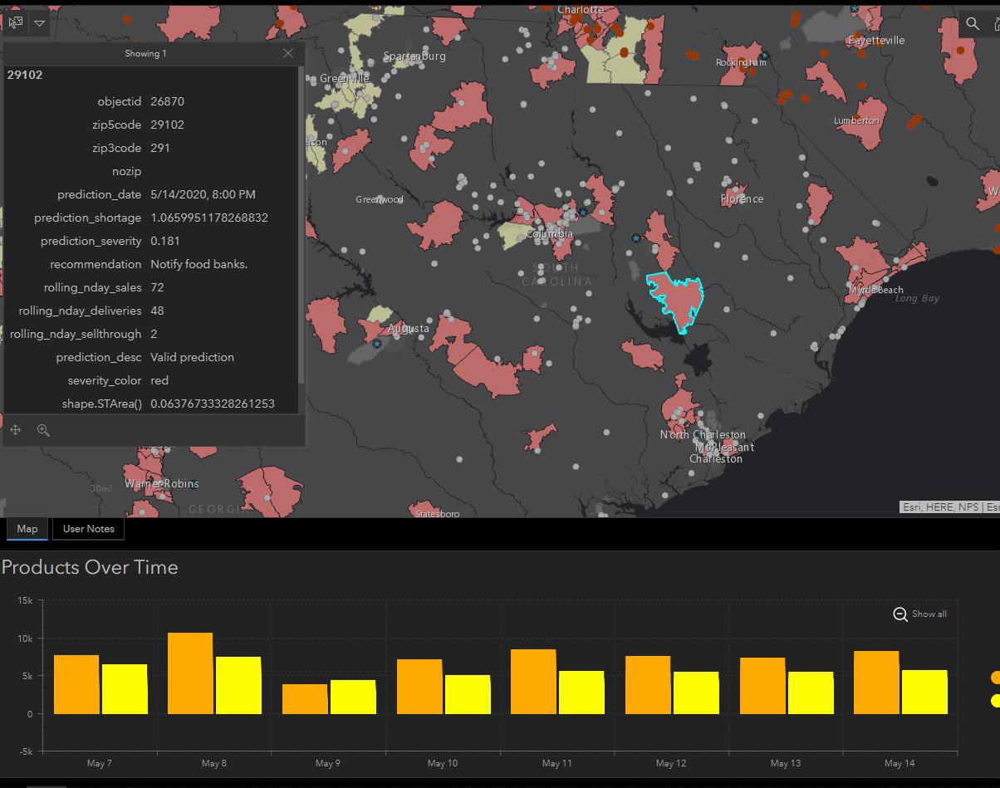 Showing 1
29102
objectid 26870
zip5code 29102
zip3code 291
nozip
prediction_date 5/14/2020, 8:00 PM
prediction_shortage 1.0659951178268832
prediction_severity 0.181
recommendation Notify food banks.
rolling_nday_sales 72
rolling_nday_deliveries 48
rolling_nday_sellthrough 2
prediction_desc Valid prediction
severity_color red
shape.STArea() 0.06376733328261253
Charlotte
Fayetteville
Spartanburg
Rockingham
Greenville
Lumberton
Greenwood
Florence
Columbia
SOUTH
CAROLINA
Myrtle Beach
Long Bay
Augusta
North Charleston
Mt Pleasant
Charleston
Warner Robins
30mi
GEORGIA
Statesboro
Esri, HERE, NPS | Esr
Map
User Notes
Products Over Time
15k
10k
5k
0
-5k
Show all
May 7
May 8
May 9
May 10
May 11
May 12
May 13
May 14